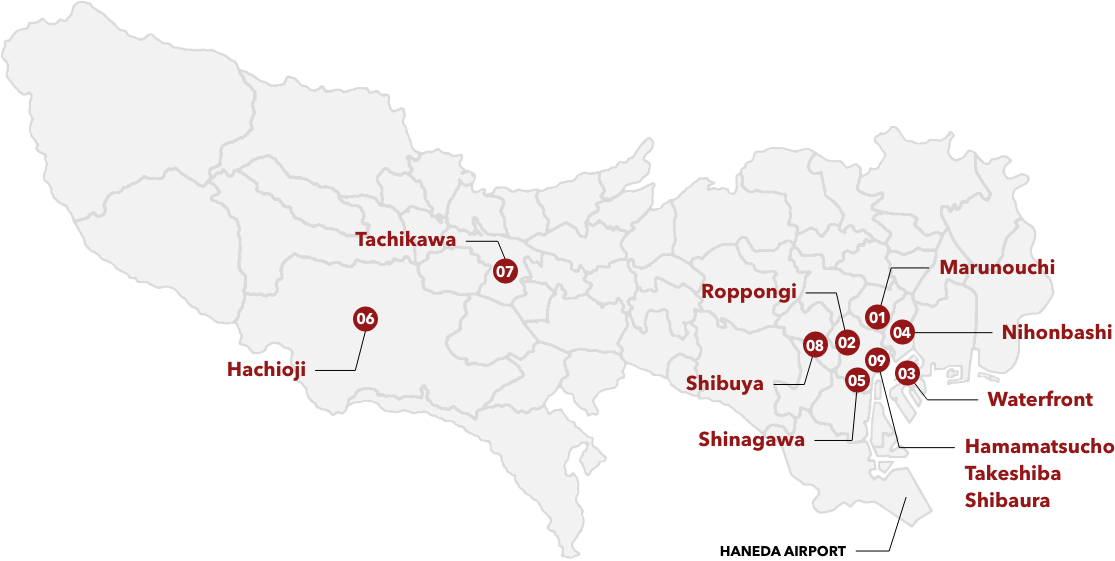 Tachikawa
07
Marunouchi
Roppongi
01
06
04
Nihonbashi
02
08
09
Hachioji
03
05
Shibuya
Waterfront
Shinagawa
Hamamatsucho
Takeshiba
Shibaura
HANEDA AIRPORT